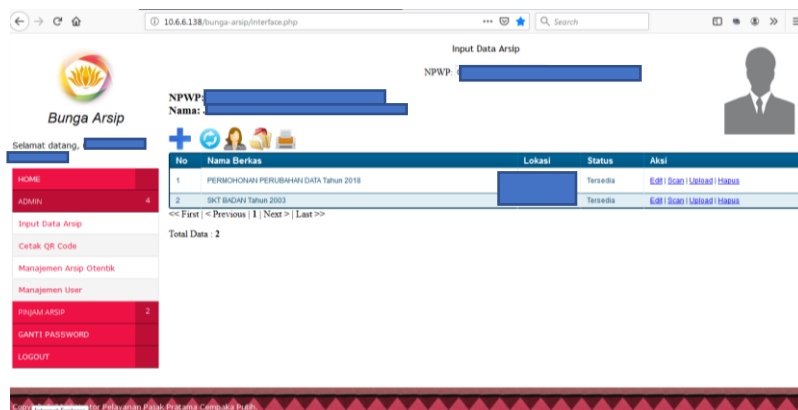 10.6.6.138/bunga-arsip/interface.php
Search
Input Data Arsip
NPWP:
Bunga Arsip
NPWP:
Nama:
Selamat datang,
No Nama Berkas Lokasi Status Aksi
1 PERMOHONAN PERUBAHAN DATA Tahun 2018 Tersedia Edit | Scan | Upload | Hapus
2 SKT BADAN Tahun 2003 Tersedia Edit | Scan | Upload | Hapus
<< First | < Previous | 1 | Next > | Last >>
Total Data : 2
HOME
ADMIN 4
Input Data Arsip
Cetak QR Code
Manajemen Arsip Otentik
Manajemen User
PINJAM ARSIP 2
GANTI PASSWORD
LOGOUT
Pelayanan Pajak Pratama Cempaka Putih